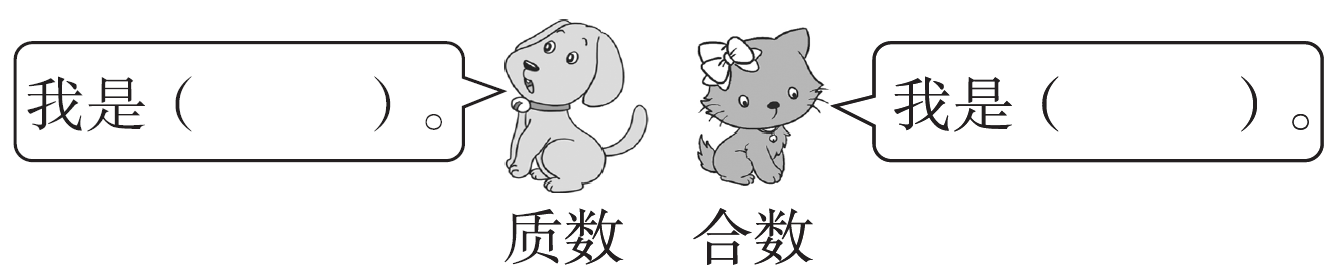 我是(　　　)。
我是(　　　)。
质数
合数